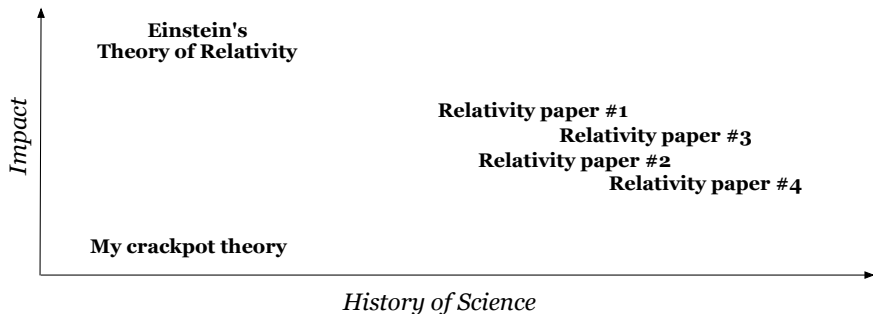 Einstein's
Theory of Relativity
Impact
Relativity paper #1
Relativity paper #3
Relativity paper #2
Relativity paper #4
My crackpot theory
History of Science